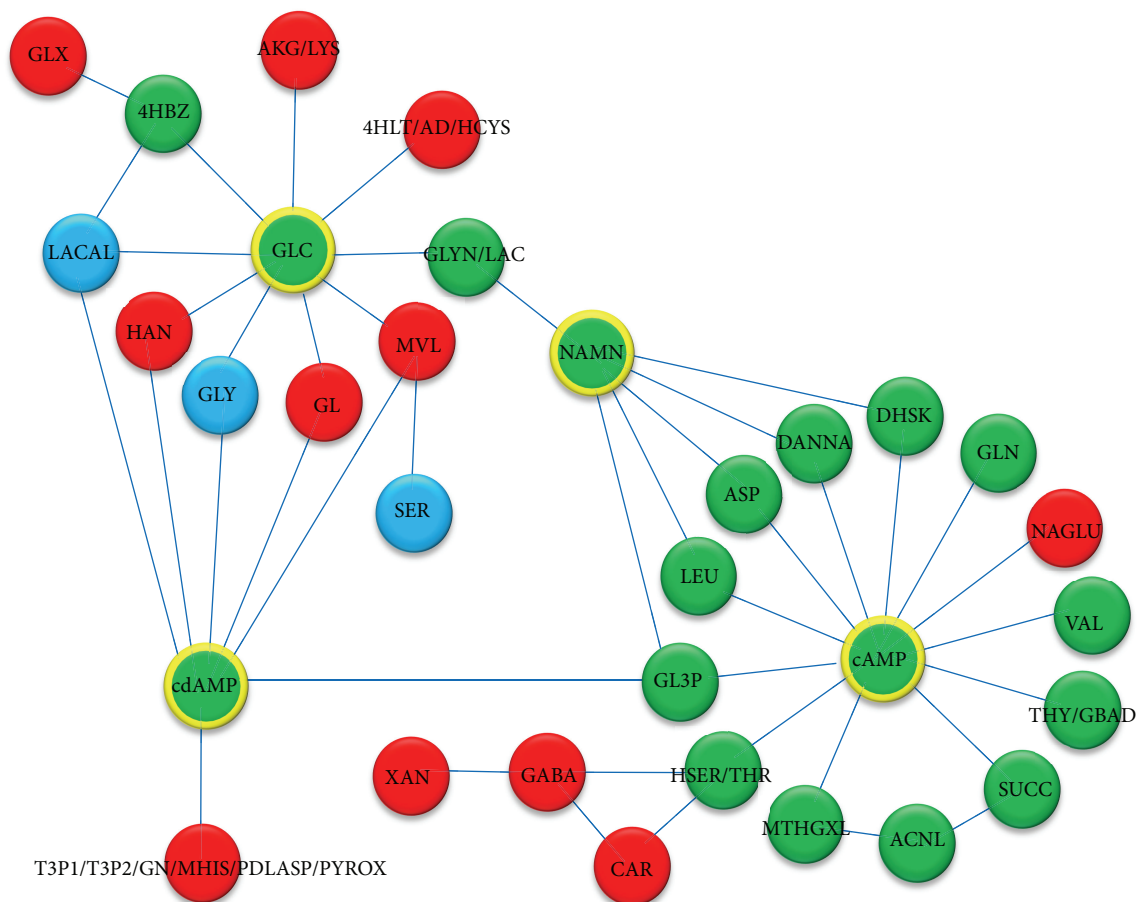 GLX
AKG/LYS
4HBZ
4HLT/AD/HCYS
LACAL
GLC
GLYN/LAC
HAN
MVL
NAMN
GLY
GL
DHSK
DANNA
GLN
ASP
SER
NAGLU
LEU
VAL
cdAMP
GL3P
cAMP
THY/GBAD
XAN
GABA
HSER/THR
SUCC
MTHGXL
ACNL
T3P1/T3P2/GN/MHIS/PDLASP/PYROX
CAR